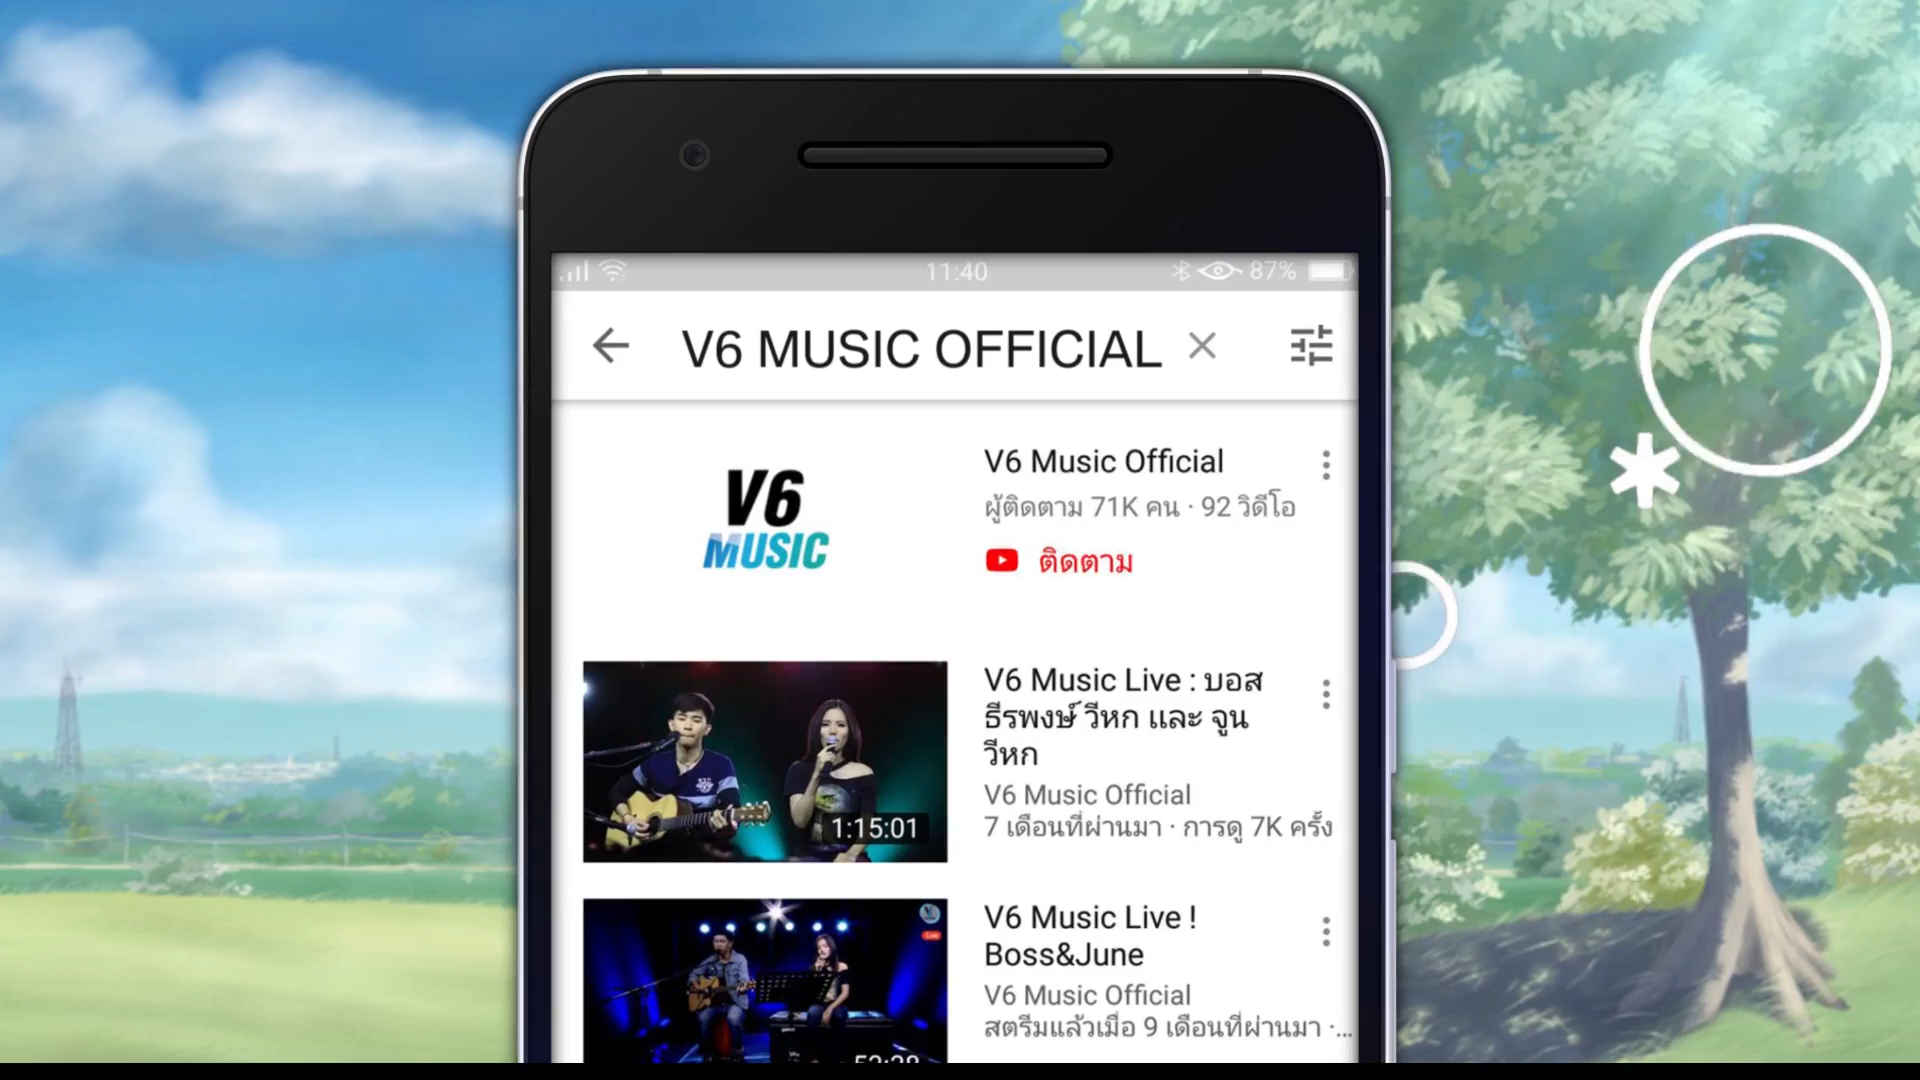 11:40
87%
V6 MUSIC OFFICIAL
V6 Music Official
ผู้ติดตาม 71K คน · 92 วิดีโอ
ติดตาม
V6
MUSIC
V6 Music Live : บอส
ธีรพงษ์ วีหก และ จูน
วีหก
V6 Music Official
7 เดือนที่ผ่านมา · การดู 7K ครั้ง
1:15:01
V6 Music Live !
Boss&June
V6 Music Official
สตรีมแล้วเมื่อ 9 เดือนที่ผ่านมา ·...
Live